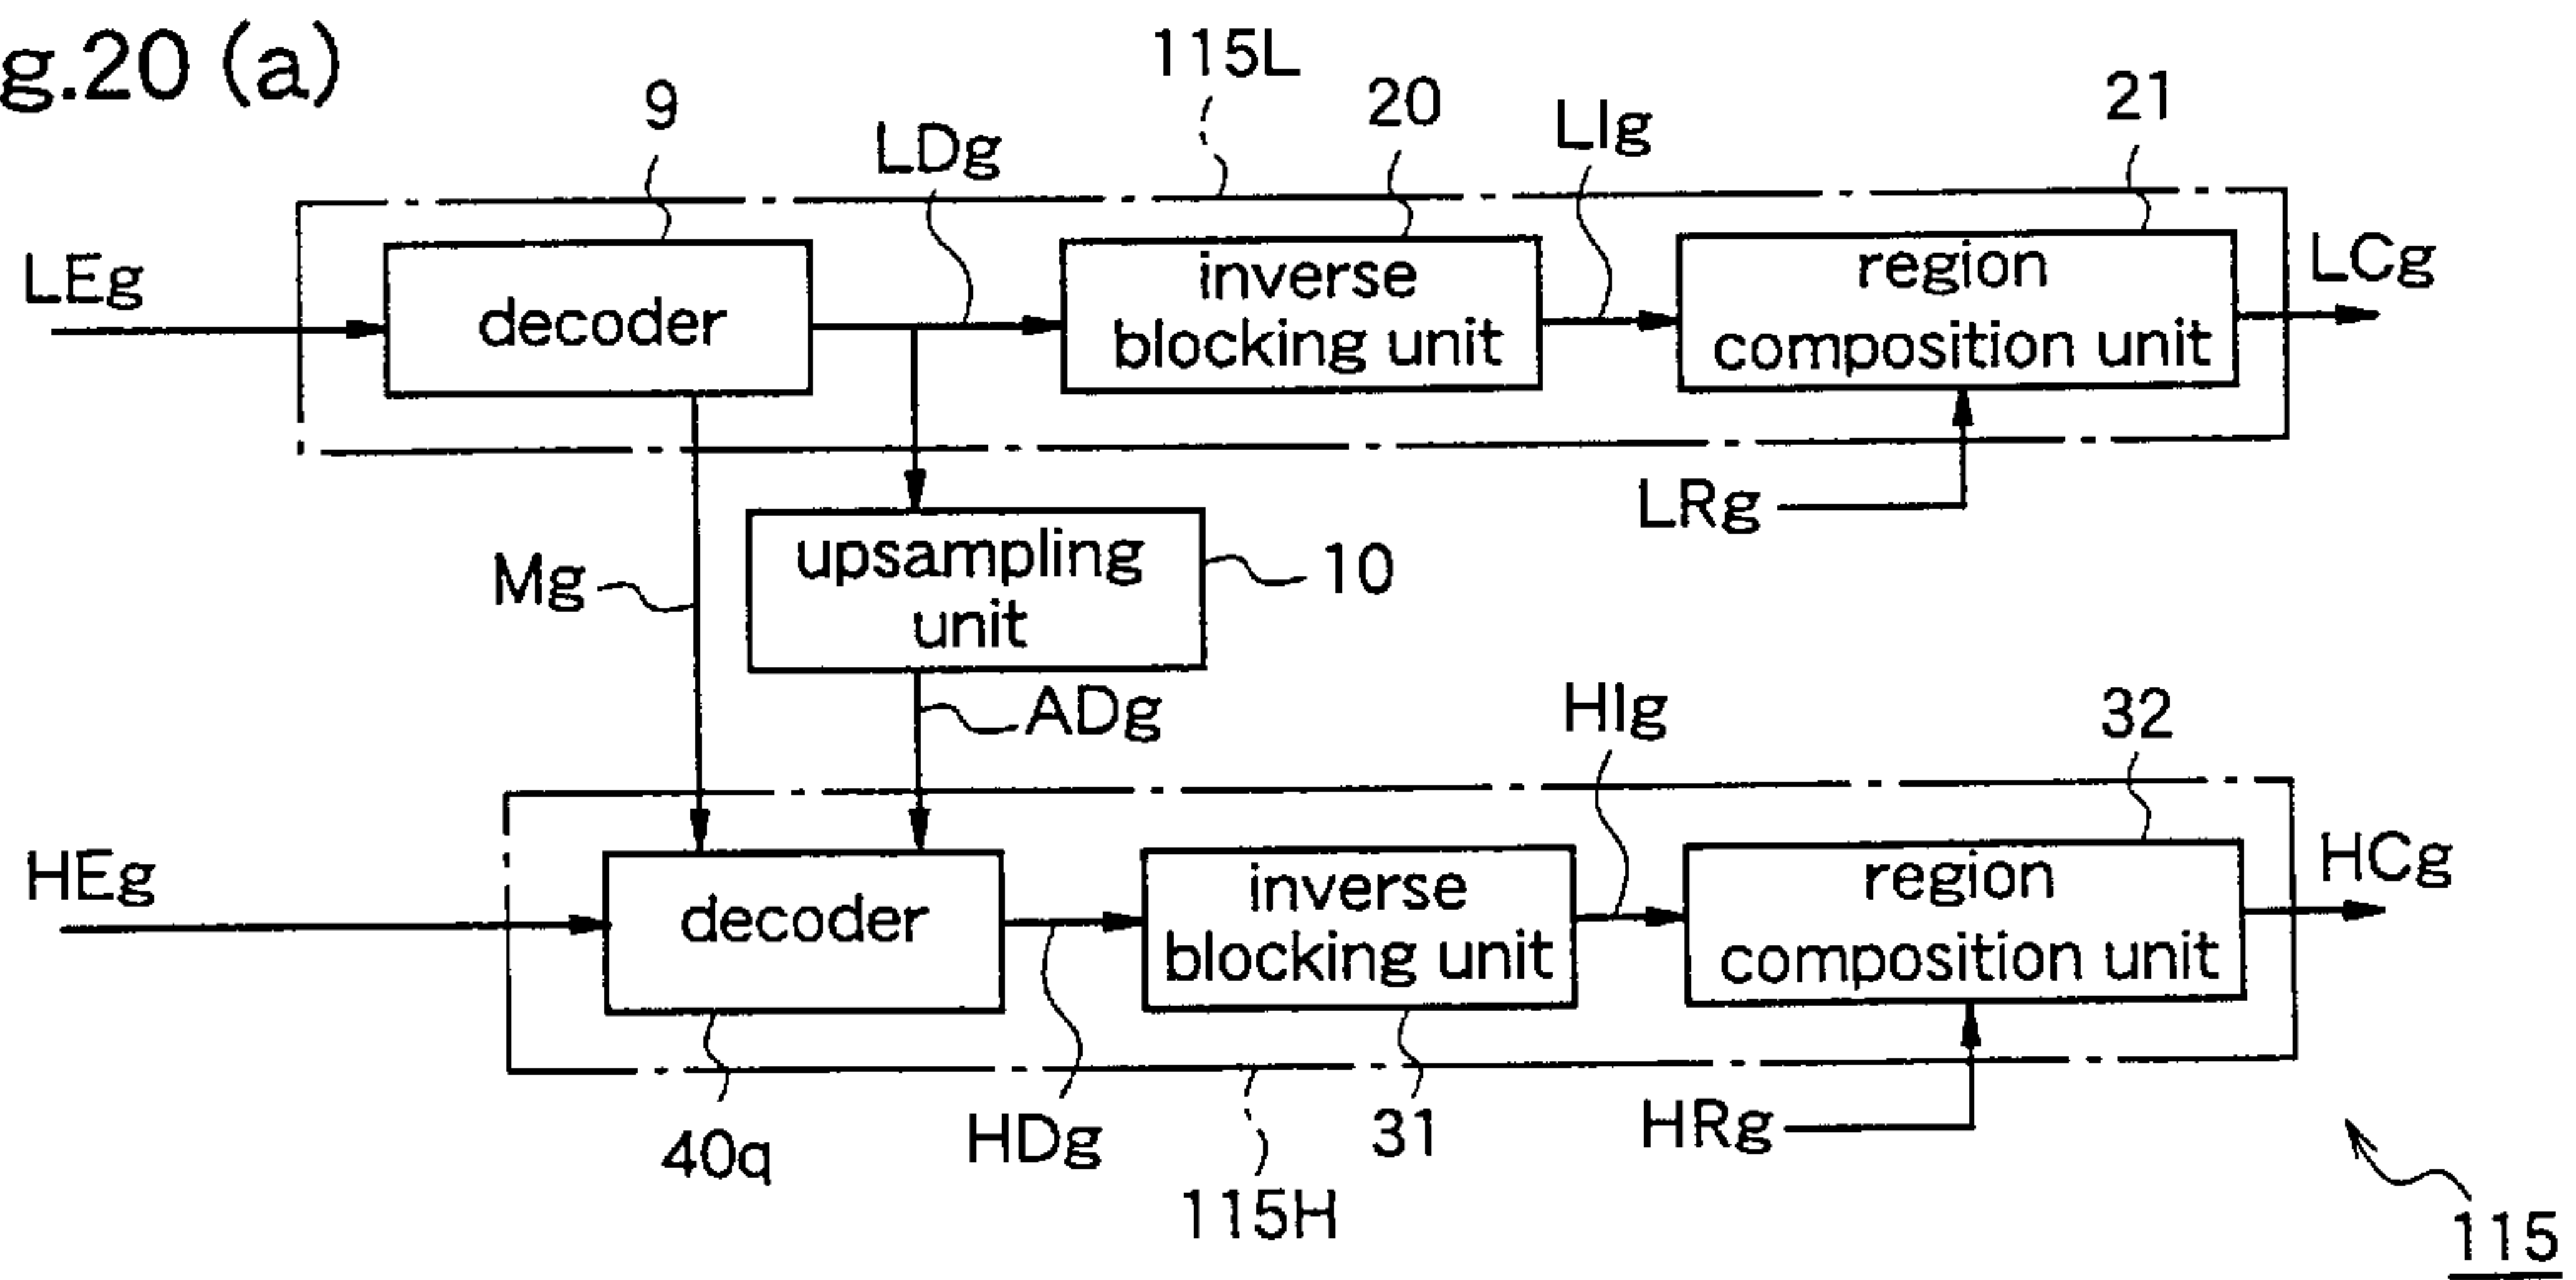 g.20 (a)
115L
9
20
21
LDg
LIg
LEg
decoder
inverse
blocking unit
region
composition unit
LCg
LRg
Mg
upsampling
unit
10
ADg
HIg
32
HEg
decoder
inverse
blocking unit
region
composition unit
HCg
40q
HDg
31
HRg
115H
115